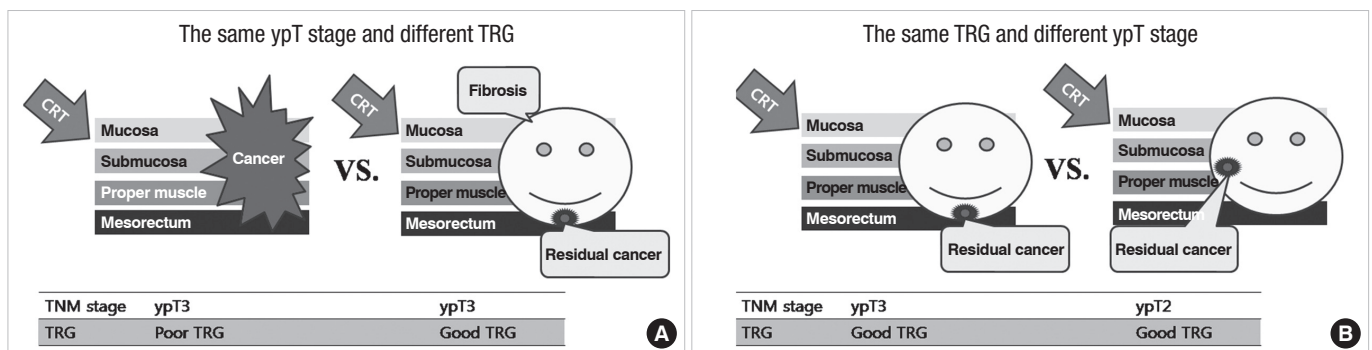 The same ypT stage and different TRG
CRT
Mucosa
Submucosa
Cancer
Proper muscle
Mesorectum
VS.
CRT
Fibrosis
Mucosa
Submucosa
Proper muscle
Mesorectum
Residual cancer
TNM stage ypT3 ypT3
TRG Poor TRG Good TRG
A
The same TRG and different ypT stage
CRT
Mucosa
Submucosa
Proper muscle
Mesorectum
Residual cancer
VS.
CRT
Mucosa
Submucosa
Proper muscle
Mesorectum
Residual cancer
TNM stage ypT3 ypT2
TRG Good TRG Good TRG
B